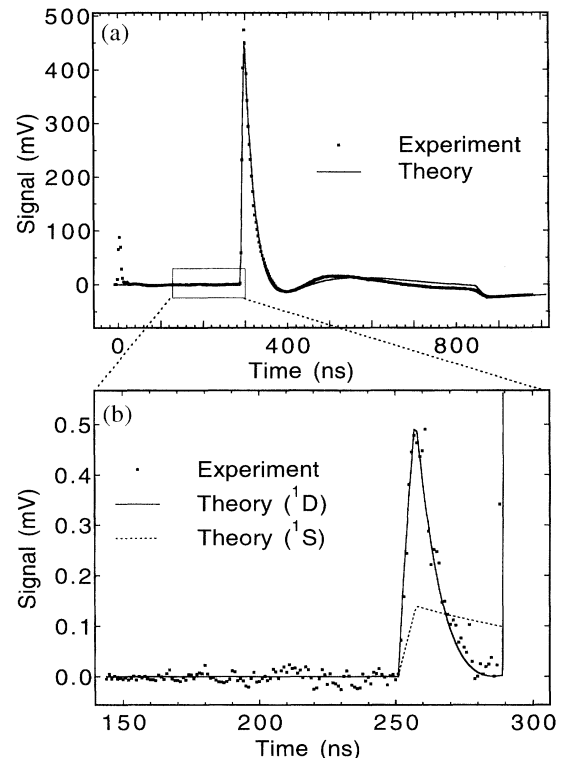 500
(a)
400
300
200
100
0
Signal (mV)
Experiment
Theory
0 400 800
Time (ns)
(b)
0.5
0.4
0.3
0.2
0.1
0.0
Signal (mV)
Experiment
Theory (¹D)
Theory (¹S)
150 200 250 300
Time (ns)